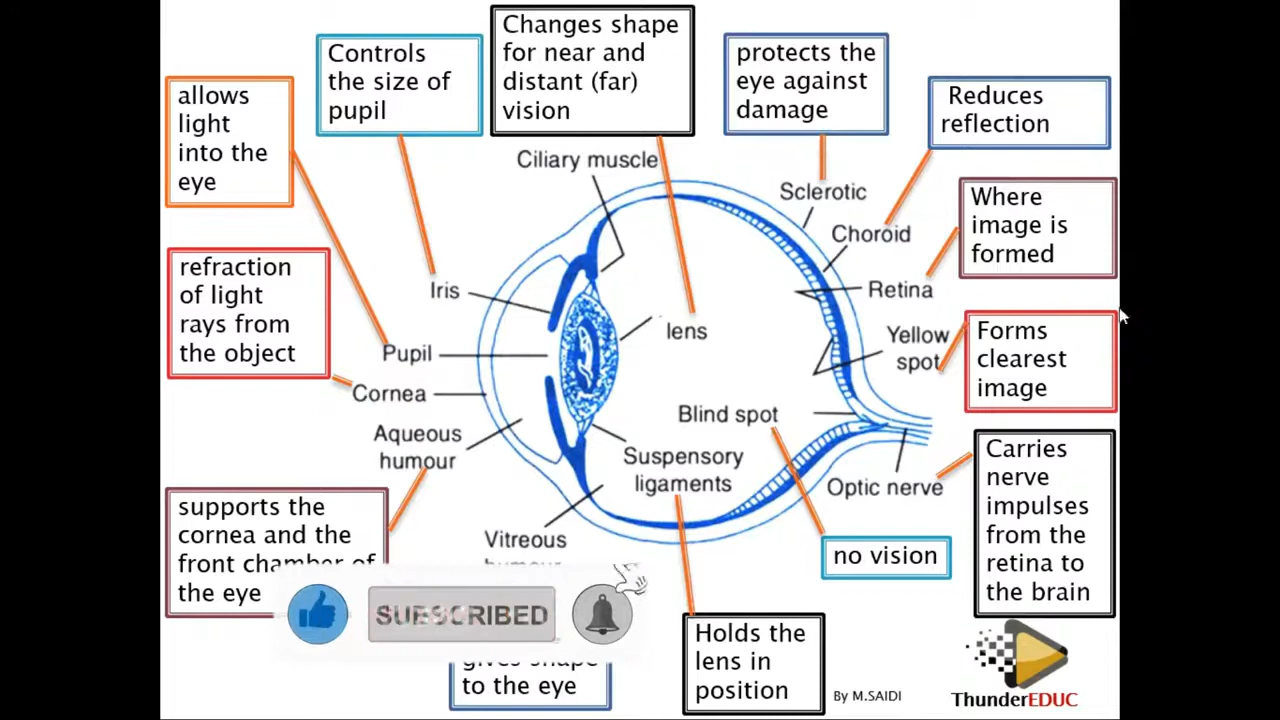 allows
light
into the
eye
Controls
the size of
pupil
Changes shape
for near and
distant (far)
vision
protects the
eye against
damage
Reduces
reflection
Where
image is
formed
refraction
of light
rays from
the object
Ciliary muscle
Sclerotic
Choroid
Iris
Retina
lens
Yellow
spot
Forms
clearest
image
Pupil
Cornea
Blind spot
Aqueous
humour
Suspensory
ligaments
Optic nerve
Carries
nerve
impulses
from the
retina to
the brain
supports the
cornea and the
front chamber of
the eye
Vitreous
humour
no vision
SUBSCRIBED
gives shape
to the eye
Holds the
lens in
position
By M.SAIDI
ThunderEDUC